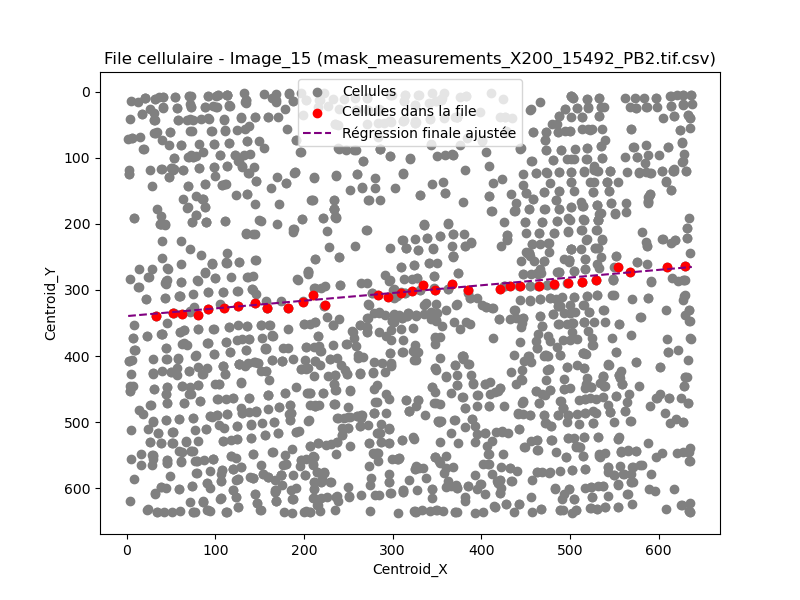 File cellulaire - Image_15 (mask_measurements_X200_15492_PB2.tif.csv)
Cellules
Cellules dans la file
Régression finale ajustée
Centroid_Y
0
100
200
300
400
500
600
0 100 200 300 400 500 600
Centroid_X